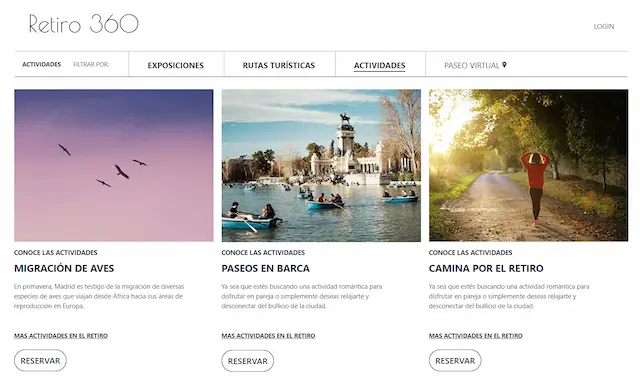 Retiro 360
LOGIN
ACTIVIDADES FILTRAR POR: EXPOSICIONES RUTAS TURÍSTICAS ACTIVIDADES PASEO VIRTUAL
CONOCE LAS ACTIVIDADES
MIGRACIÓN DE AVES
En primavera, Madrid es testigo de la migración de diversas
especies de aves que viajan desde África hacia sus áreas de
reproducción en Europa.
MAS ACTIVIDADES EN EL RETIRO
RESERVAR
CONOCE LAS ACTIVIDADES
PASEOS EN BARCA
Ya sea que estés buscando una actividad romántica para
disfrutar en pareja o simplemente deseas relajarte y
desconectar del bullicio de la ciudad.
MAS ACTIVIDADES EN EL RETIRO
RESERVAR
CONOCE LAS ACTIVIDADES
CAMINA POR EL RETIRO
Ya sea que estés buscando una actividad romántica para
disfrutar en pareja o simplemente deseas relajarte y
desconectar del bullicio de la ciudad.
MAS ACTIVIDADES EN EL RETIRO
RESERVAR